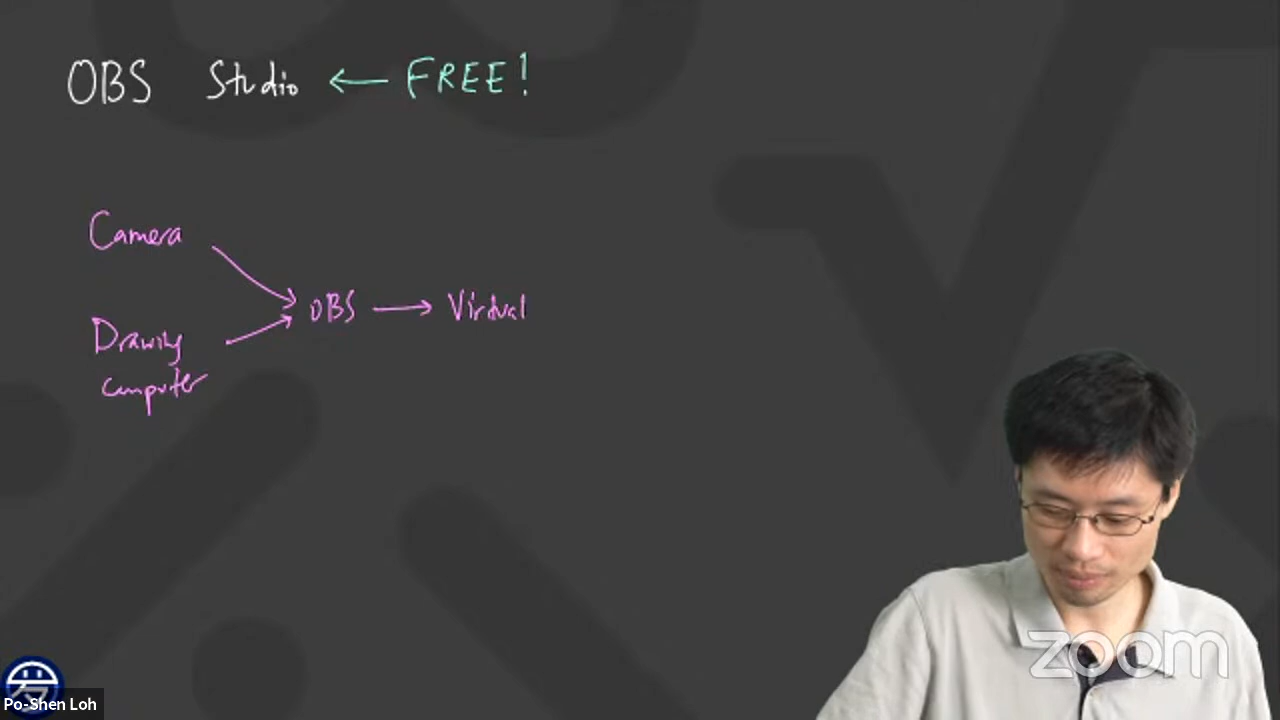 OBS Studio ← FREE!
Camera
OBS → Virtual
Drawing
computer
zoom
Po-Shen Loh